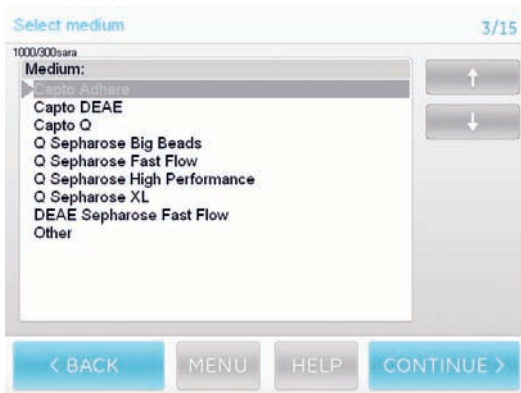 Select medium 3/15
1000/300sara
Medium:
Capto Adhere
Capto DEAE
Capto Q
Q Sepharose Big Beads
Q Sepharose Fast Flow
Q Sepharose High Performance
Q Sepharose XL
DEAE Sepharose Fast Flow
Other
< BACK MENU HELP CONTINUE >